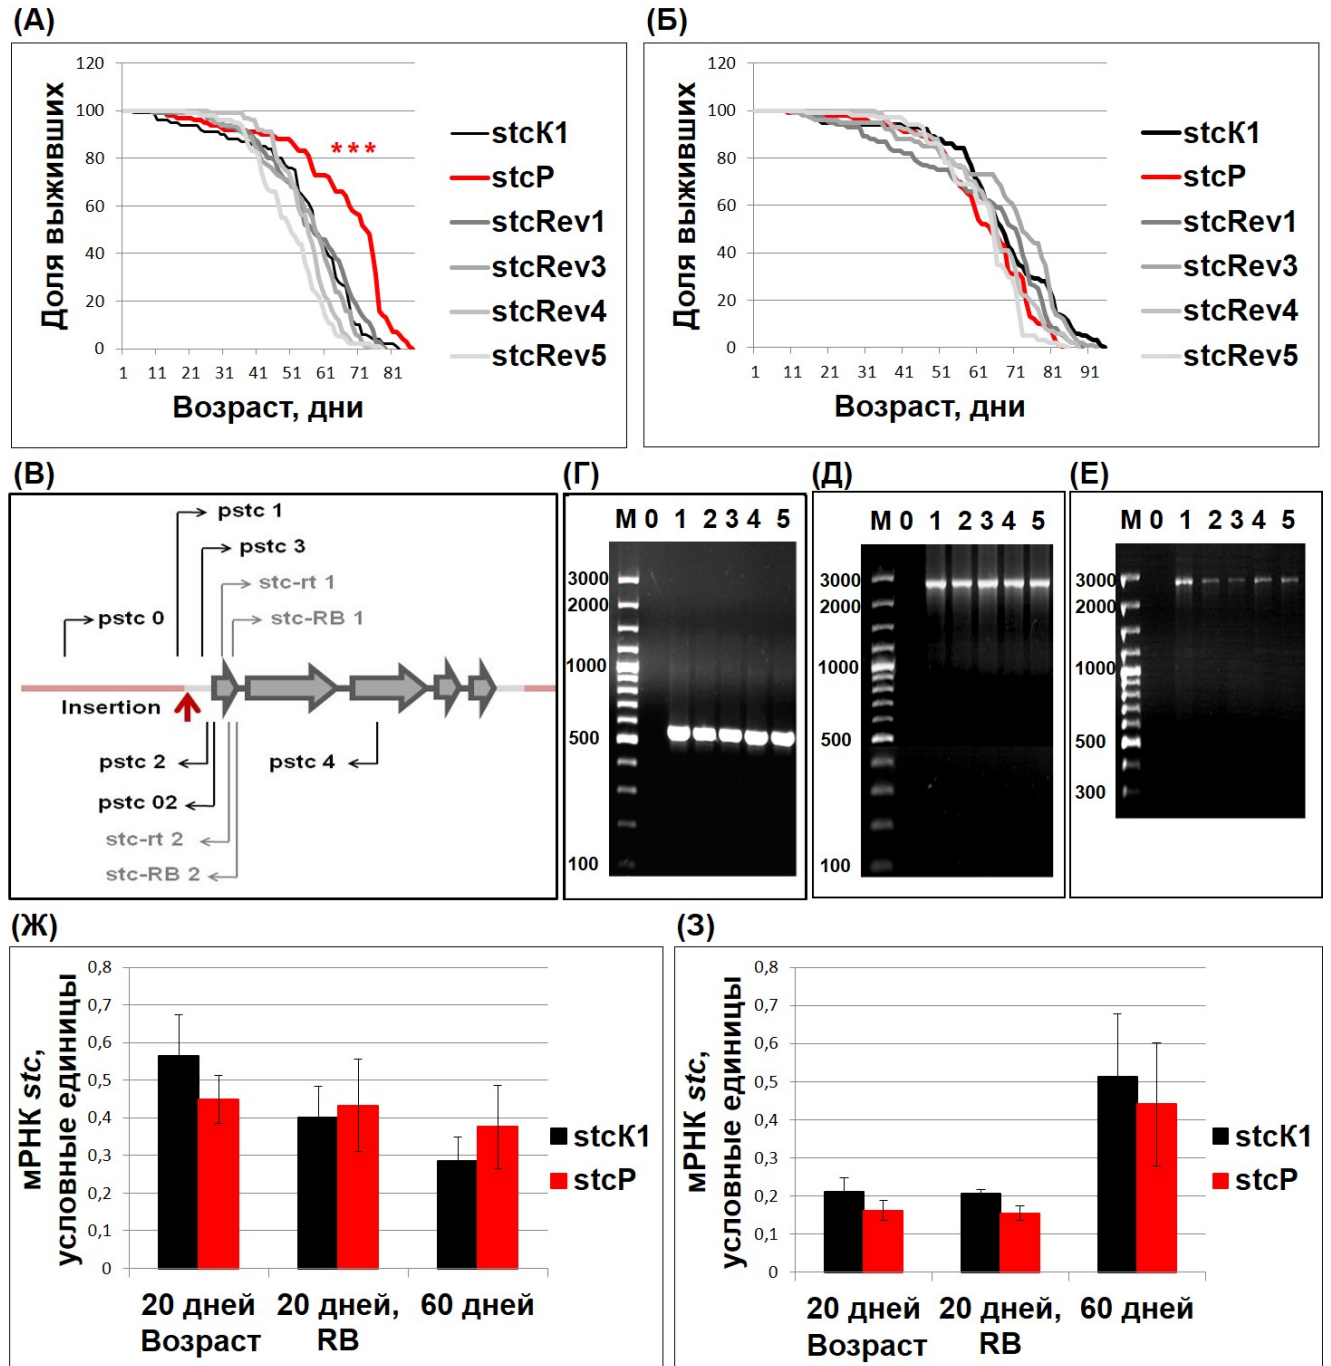 (А)
120
100
80
60
40
20
0
1 11 21 31 41 51 61 71 81
Доля выживших
Возраст, дни
***
stcK1
stcP
stcRev1
stcRev3
stcRev4
stcRev5
(Б)
120
100
80
60
40
20
0
1 11 21 31 41 51 61 71 81 91
Доля выживших
Возраст, дни
stcK1
stcP
stcRev1
stcRev3
stcRev4
stcRev5
(В)
pstc 1
pstc 3
stc-rt 1
pstc 0
stc-RB 1
Insertion
pstc 2
pstc 4
pstc 02
stc-rt 2
stc-RB 2
(Г)
M 0 1 2 3 4 5
3000
2000
1000
500
100
(Д)
M 0 1 2 3 4 5
3000
2000
1000
500
100
(Е)
M 0 1 2 3 4 5
3000
2000
1000
500
300
(Ж)
0,8
0,7
0,6
0,5
0,4
0,3
0,2
0,1
0
мРНК stc,
условные единицы
20 дней 20 дней, 60 дней
Возраст RB
stcK1
stcP
(З)
0,8
0,7
0,6
0,5
0,4
0,3
0,2
0,1
0
мРНК stc,
условные единицы
20 дней 20 дней, 60 дней
Возраст RB
stcK1
stcP